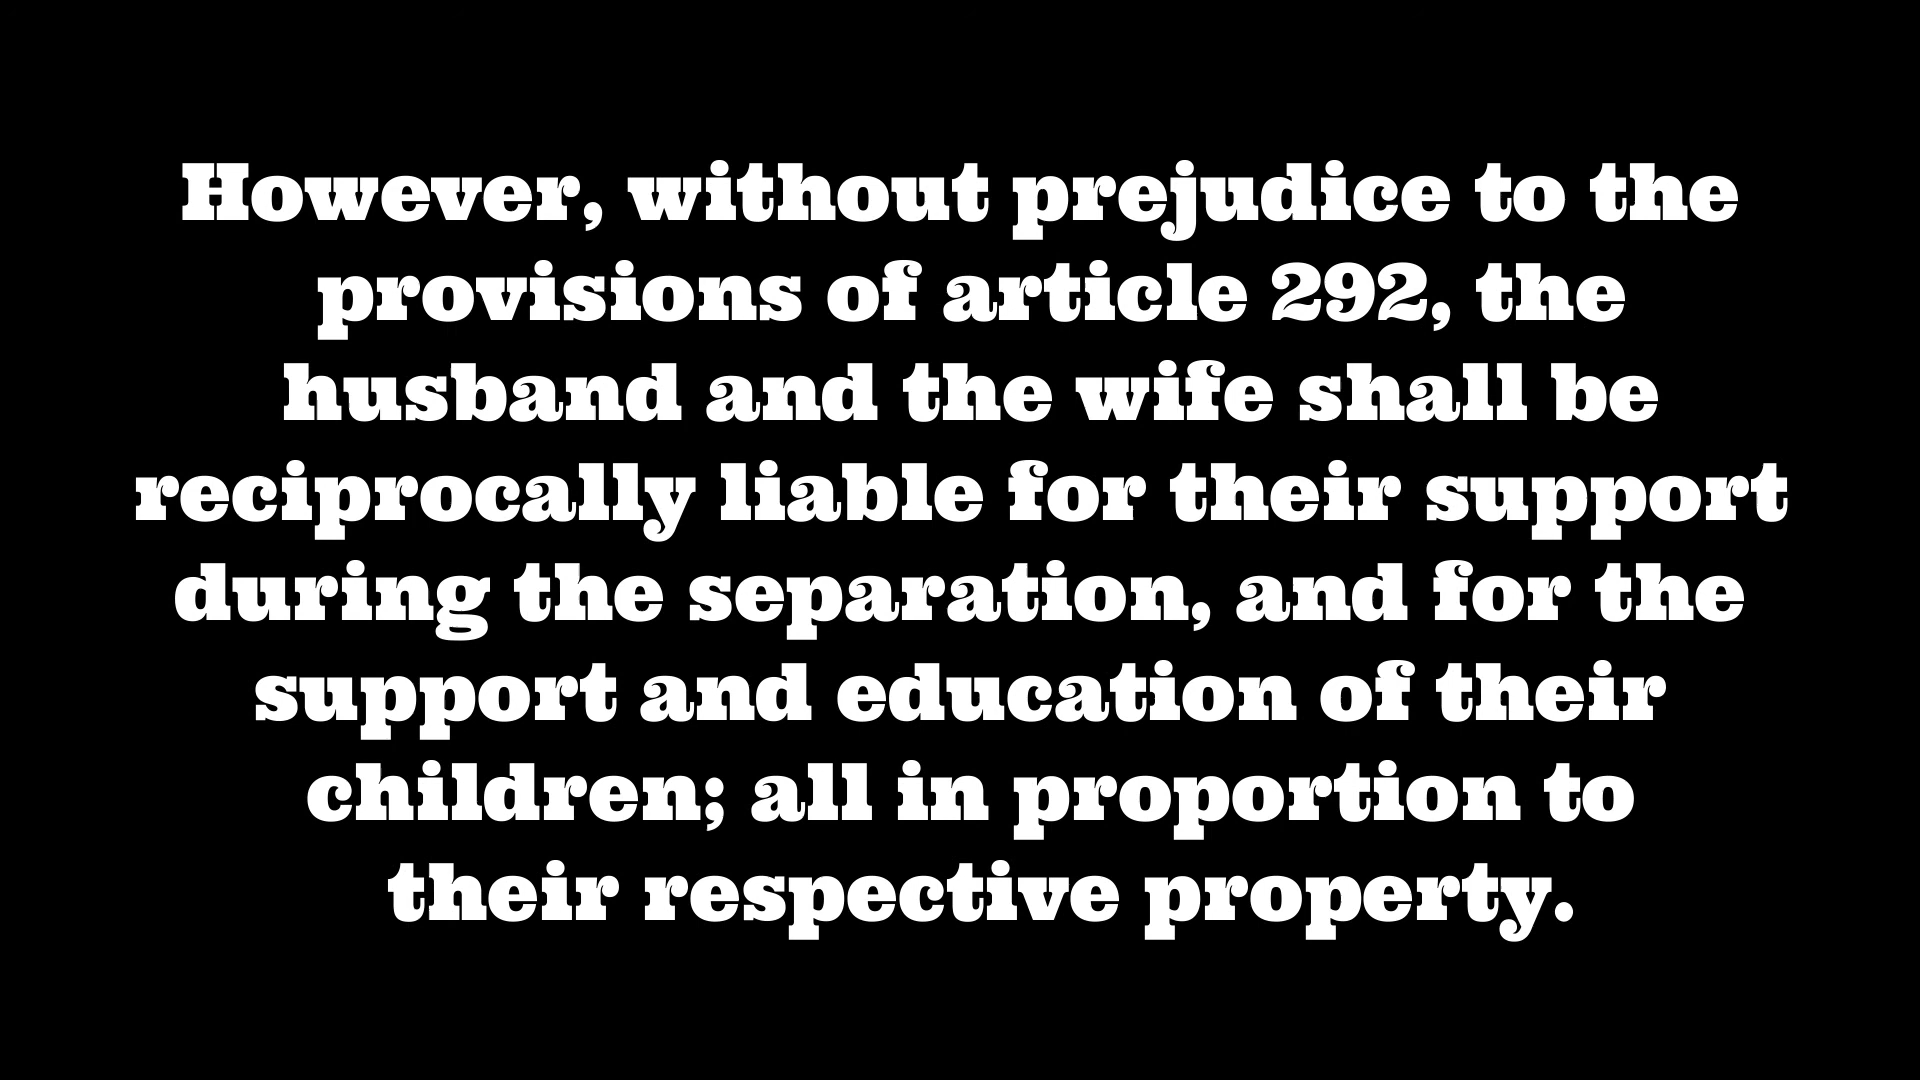 However, without prejudice to the
provisions of article 292, the
husband and the wife shall be
reciprocally liable for their support
during the separation, and for the
support and education of their
children; all in proportion to
their respective property.